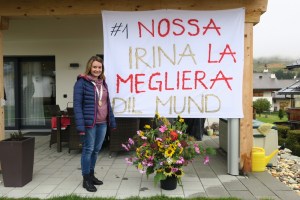 #1 NOSSA
IRINA LA
MEGLIERA
DIL MUND